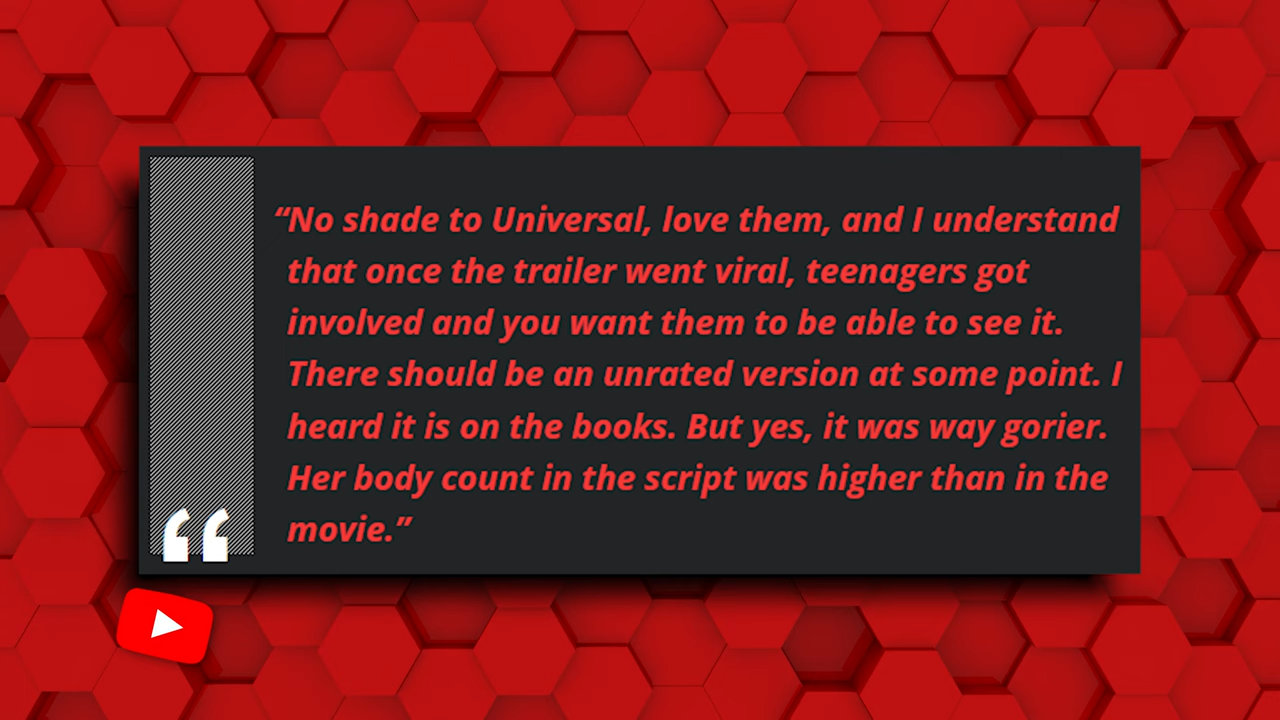 “No shade to Universal, love them, and I understand
that once the trailer went viral, teenagers got
involved and you want them to be able to see it.
There should be an unrated version at some point. I
heard it is on the books. But yes, it was way gorier.
Her body count in the script was higher than in the
movie.”